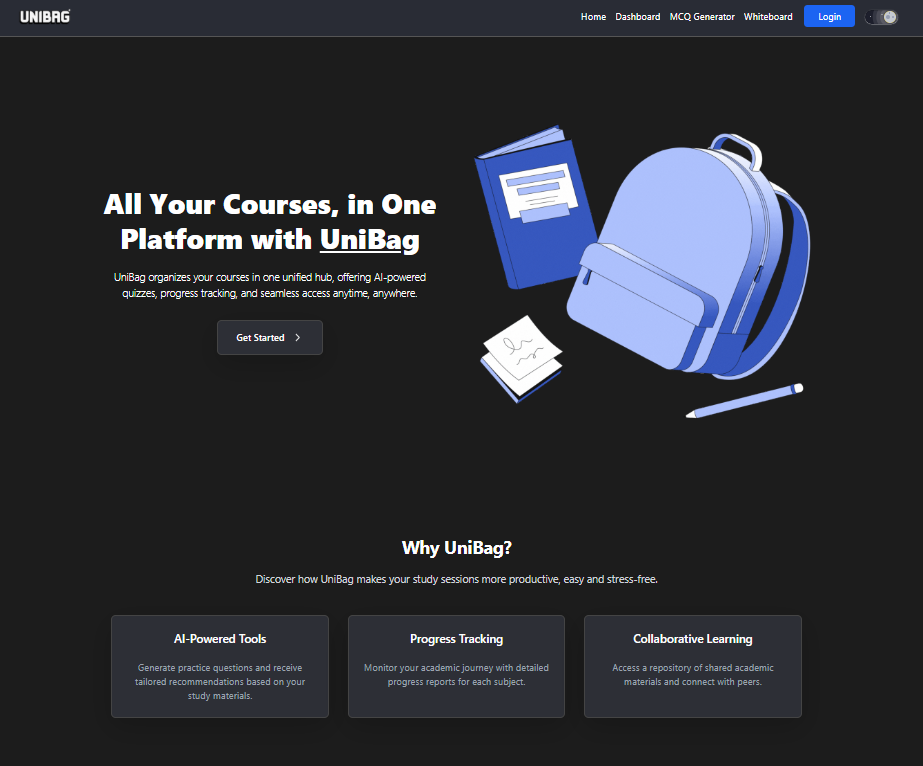 UNIBAG
Home Dashboard MCQ Generator Whiteboard Login
All Your Courses, in One
Platform with UniBag
UniBag organizes your courses in one unified hub, offering AI-powered
quizzes, progress tracking, and seamless access anytime, anywhere.
Get Started
Why UniBag?
Discover how UniBag makes your study sessions more productive, easy and stress-free.
AI-Powered Tools
Generate practice questions and receive
tailored recommendations based on your
study materials.
Progress Tracking
Monitor your academic journey with detailed
progress reports for each subject.
Collaborative Learning
Access a repository of shared academic
materials and connect with peers.